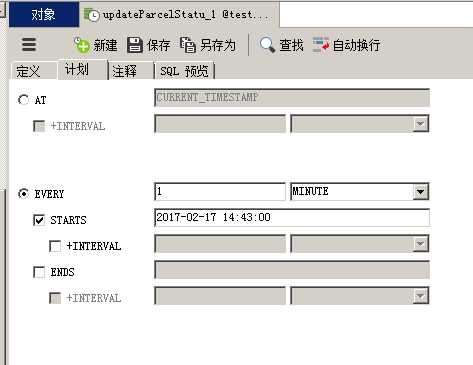 对象 updateParcelStatu_1 @test...
新建 保存 另存为 查找 自动换行
定义 计划 注释 SQL 预览
AT CURRENT_TIMESTAMP
+INTERVAL
EVERY 1 MINUTE
STARTS 2017-02-17 14:43:00
+INTERVAL
ENDS
+INTERVAL